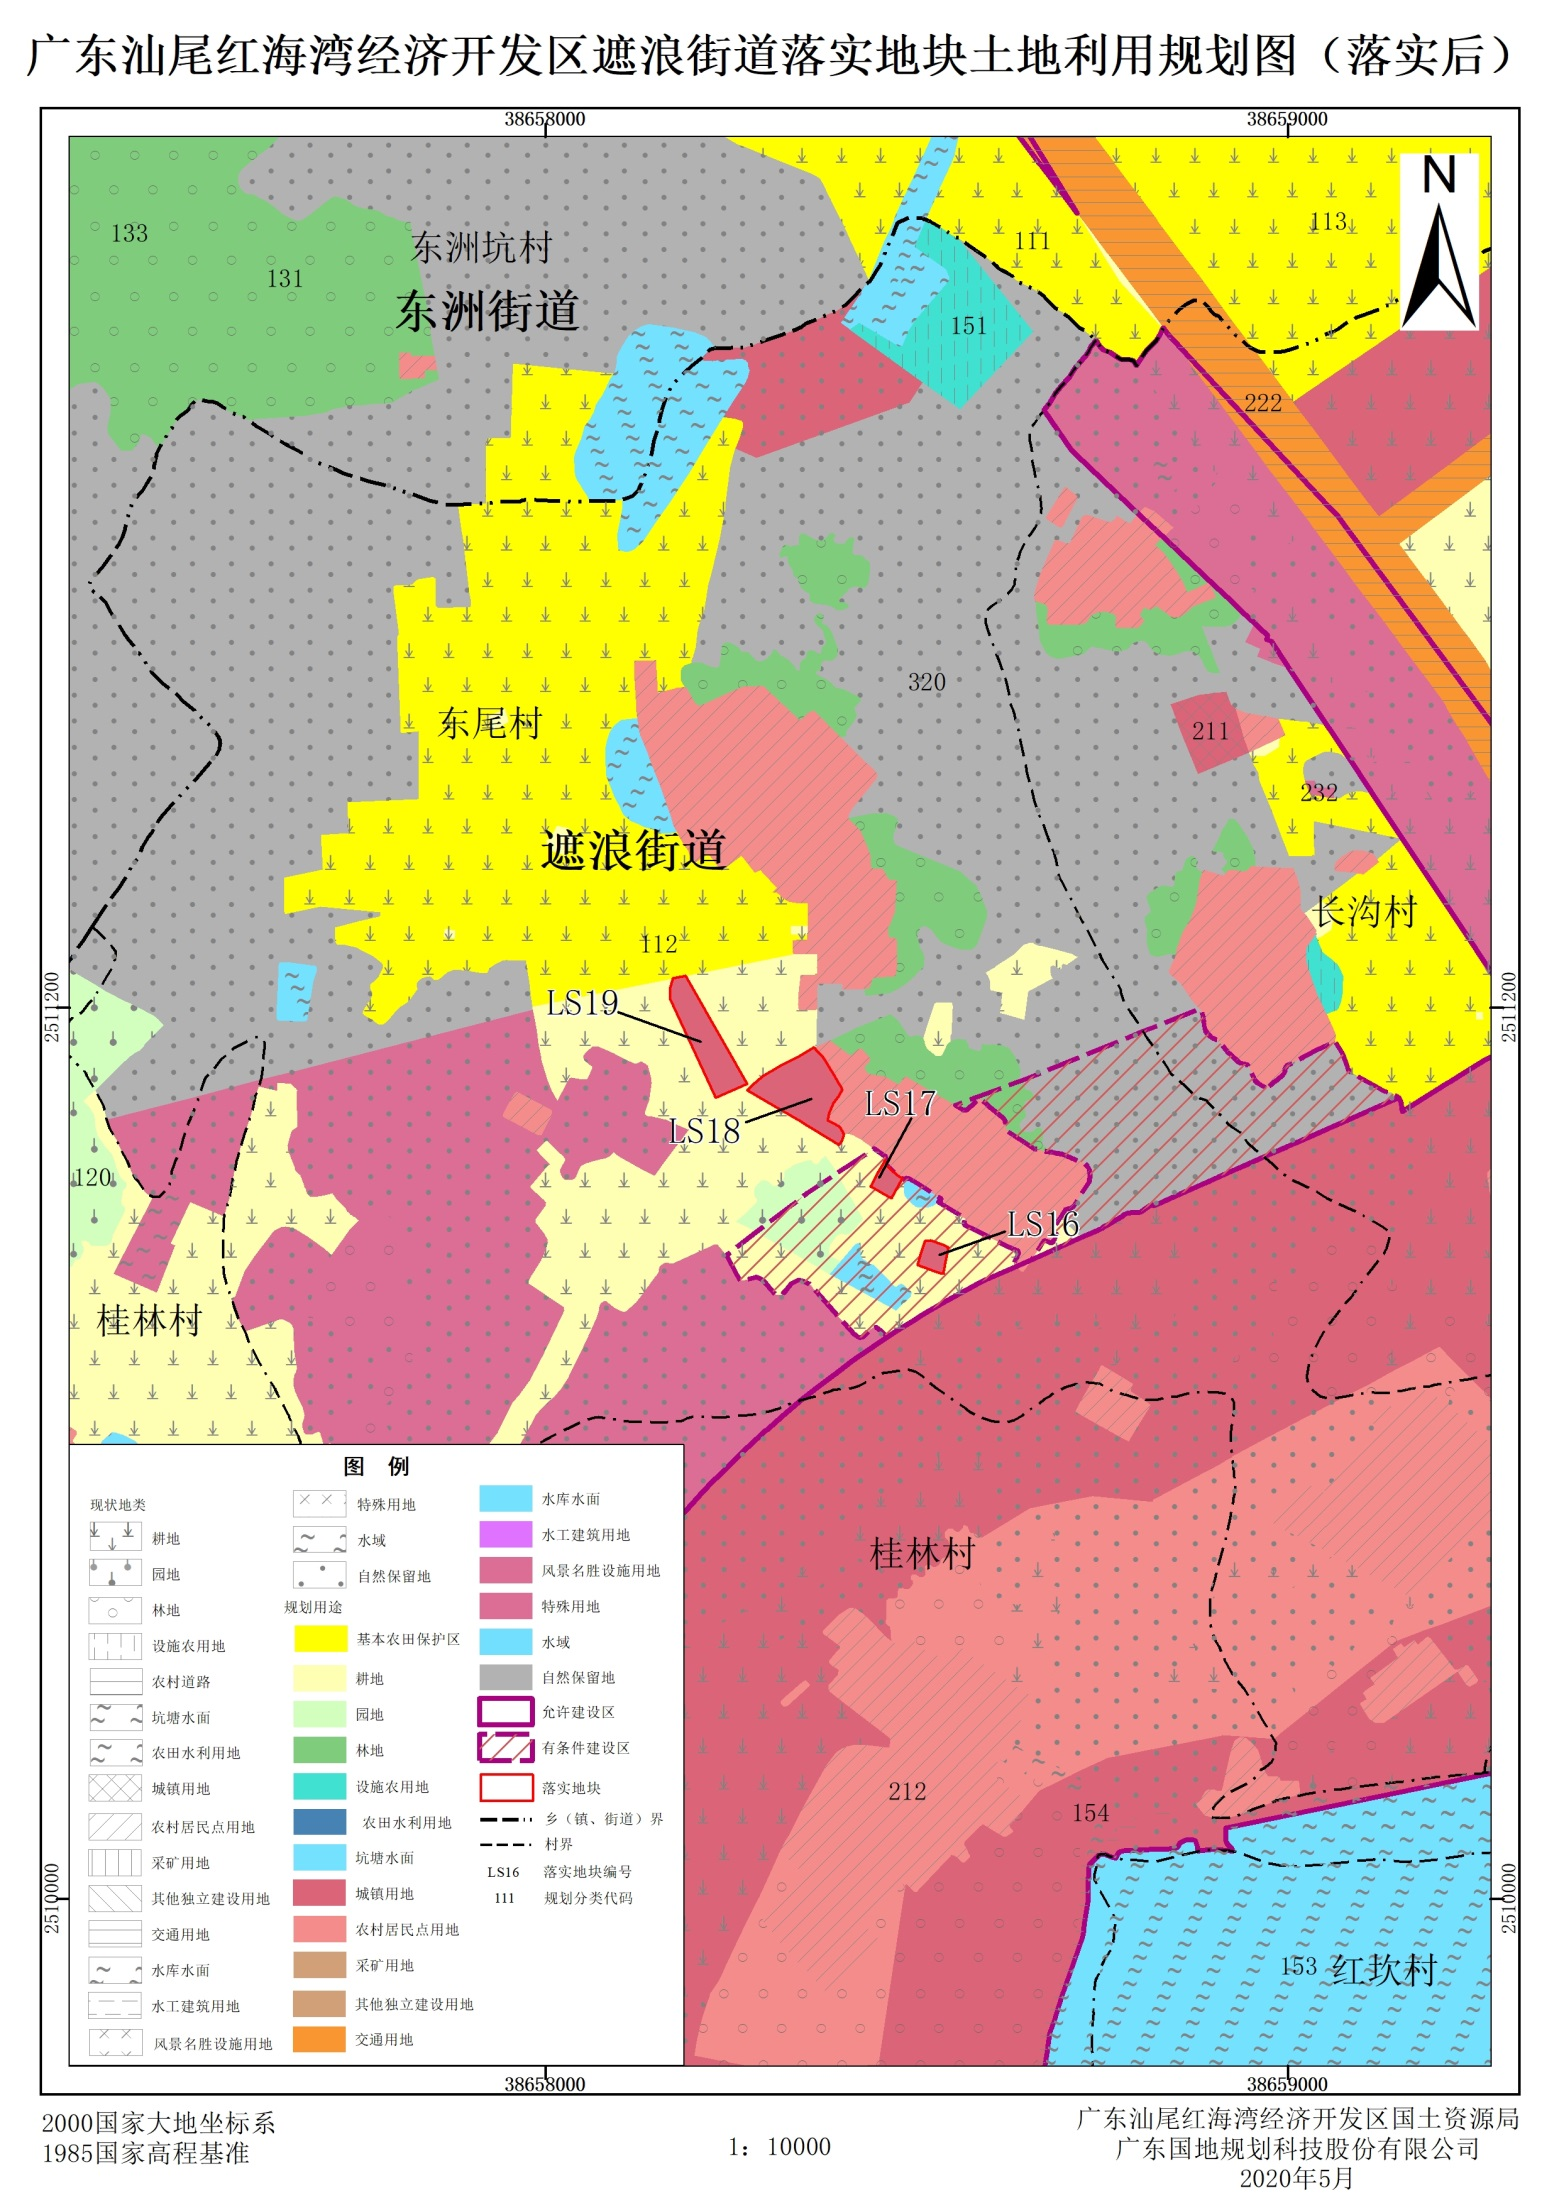 广东汕尾红海湾经济开发区遮浪街道落实地块土地利用规划图（落实后）
38658000
38659000
N
133
131
东洲坑村
东洲街道
111
113
151
222
320
东尾村
211
232
遮浪街道
长沟村
112
2511200
2511200
LS19
LS18
LS17
LS16
120
桂林村
桂林村
212
154
153
红坎村
2510000
2510000
图 例
现状地类
耕地
园地
林地
设施农用地
农村道路
坑塘水面
农田水利用地
城镇用地
农村居民点用地
采矿用地
其他独立建设用地
交通用地
水库水面
水工建筑用地
风景名胜设施用地
特殊用地
水域
自然保留地
规划用途
基本农田保护区
耕地
园地
林地
设施农用地
农田水利用地
坑塘水面
城镇用地
农村居民点用地
采矿用地
其他独立建设用地
交通用地
水库水面
水工建筑用地
风景名胜设施用地
特殊用地
水域
自然保留地
允许建设区
有条件建设区
落实地块
乡（镇、街道）界
村界
LS16 落实地块编号
111 规划分类代码
38658000
38659000
2000国家大地坐标系
1985国家高程基准
1：10000
广东汕尾红海湾经济开发区国土资源局
广东国地规划科技股份有限公司
2020年5月